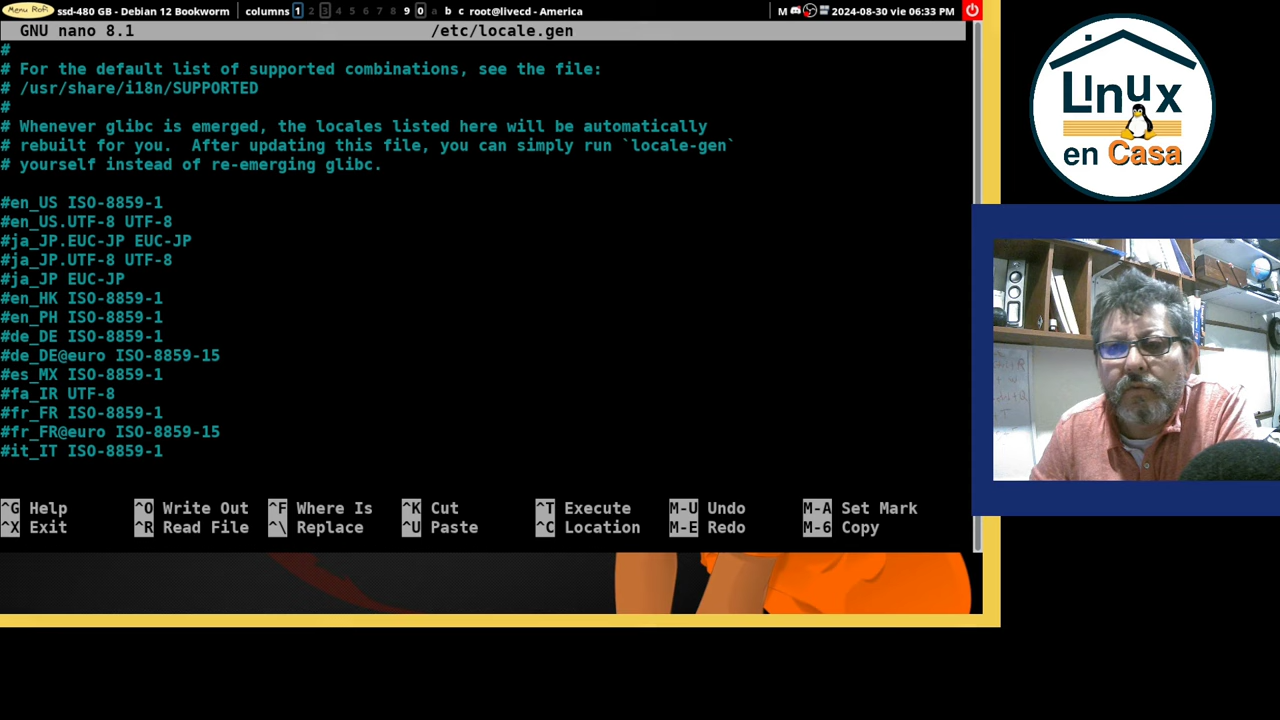 Menu Rofi ssd-480 GB - Debian 12 Bookworm columns 1 2 3 4 5 6 7 8 9 0 a b c root@livecd - America M 2024-08-30 vie 06:33 PM
GNU nano 8.1 /etc/locale.gen
#
# For the default list of supported combinations, see the file:
# /usr/share/i18n/SUPPORTED
#
# Whenever glibc is emerged, the locales listed here will be automatically
# rebuilt for you.  After updating this file, you can simply run `locale-gen`
# yourself instead of re-emerging glibc.
#en_US ISO-8859-1
#en_US.UTF-8 UTF-8
#ja_JP.EUC-JP EUC-JP
#ja_JP.UTF-8 UTF-8
#ja_JP EUC-JP
#en_HK ISO-8859-1
#en_PH ISO-8859-1
#de_DE ISO-8859-1
#de_DE@euro ISO-8859-15
#es_MX ISO-8859-1
#fa_IR UTF-8
#fr_FR ISO-8859-1
#fr_FR@euro ISO-8859-15
#it_IT ISO-8859-1
^G Help ^O Write Out ^F Where Is ^K Cut ^T Execute M-U Undo M-A Set Mark
^X Exit ^R Read File ^\ Replace ^U Paste ^C Location M-E Redo M-6 Copy
Linux
en Casa